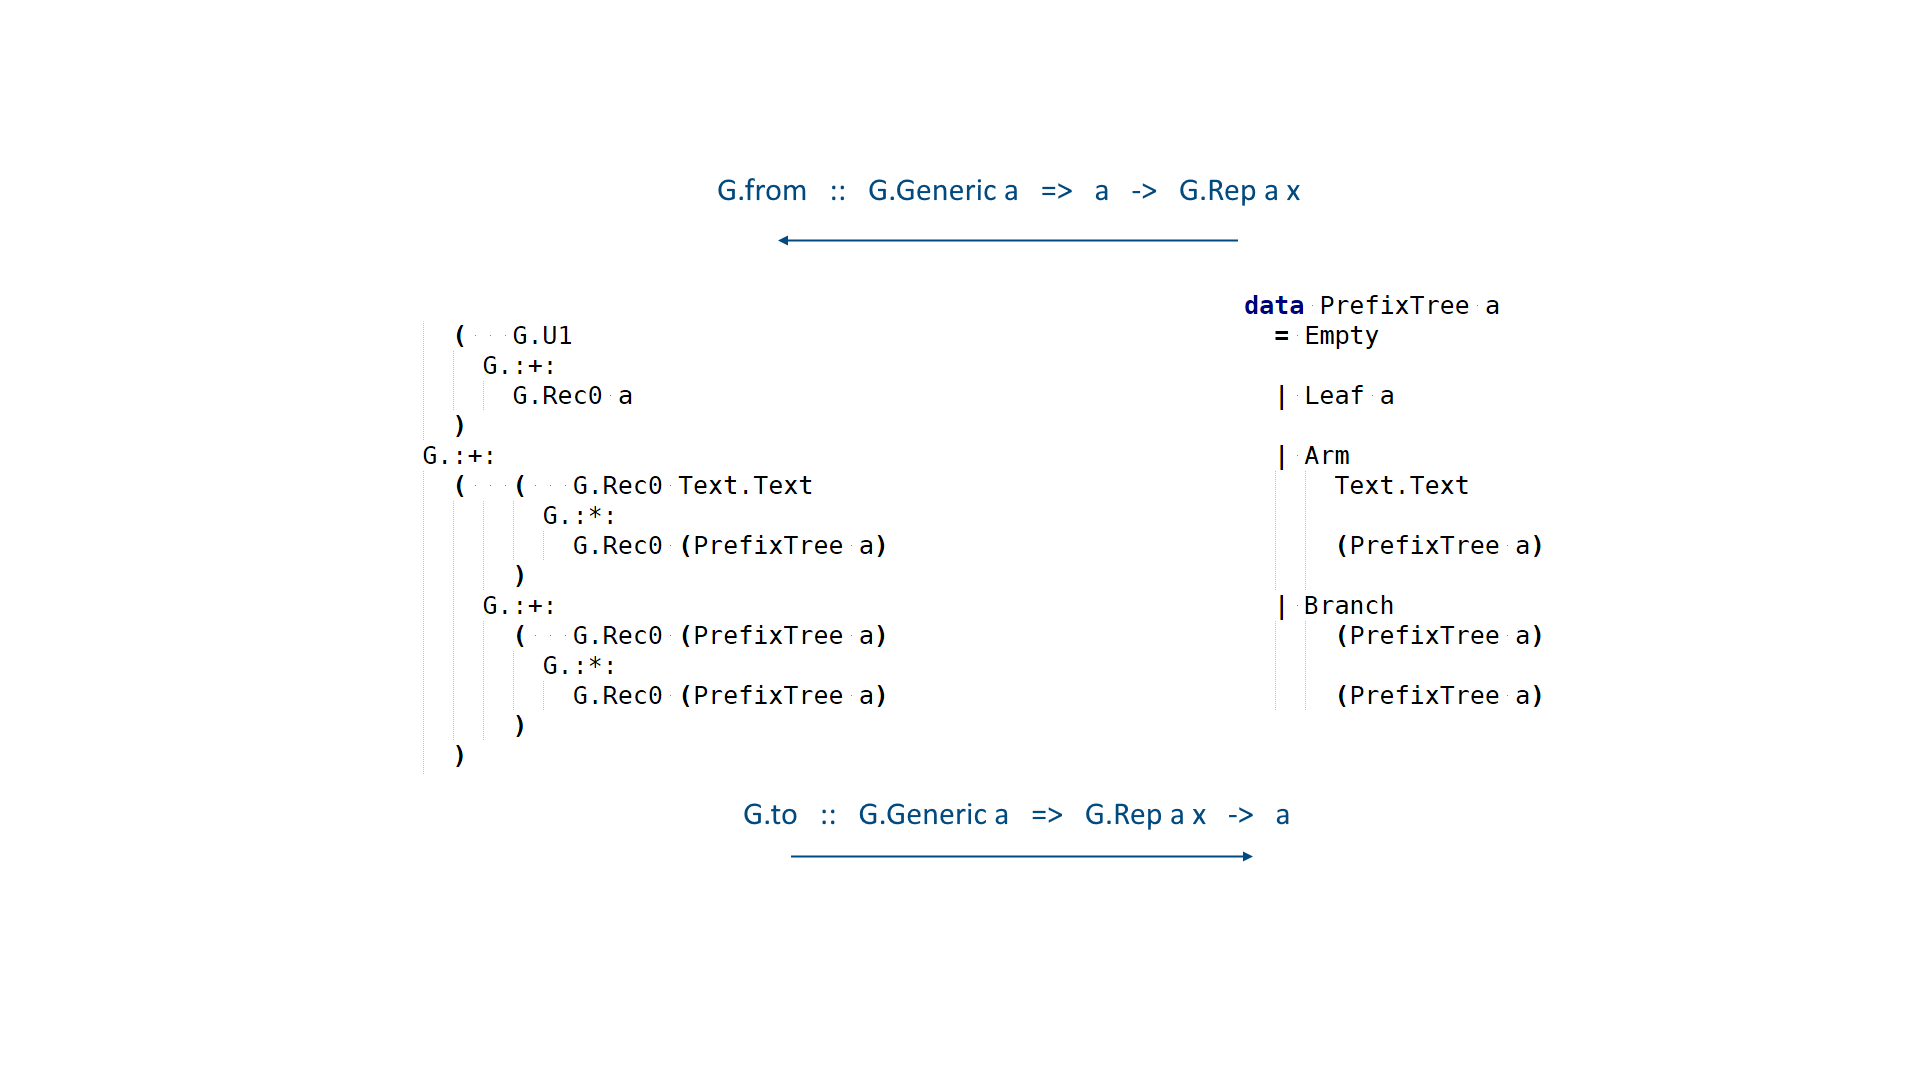 G.from :: G.Generic a => a -> G.Rep a x
( G.U1
G.:+:
G.Rec0 a
)
G.:+:
( ( G.Rec0 Text.Text
G.:*:
G.Rec0 (PrefixTree a)
)
G.:+:
( G.Rec0 (PrefixTree a)
G.:*:
G.Rec0 (PrefixTree a)
)
)
data PrefixTree a
= Empty
| Leaf a
| Arm
Text.Text
(PrefixTree a)
| Branch
(PrefixTree a)
(PrefixTree a)
G.to :: G.Generic a => G.Rep a x -> a